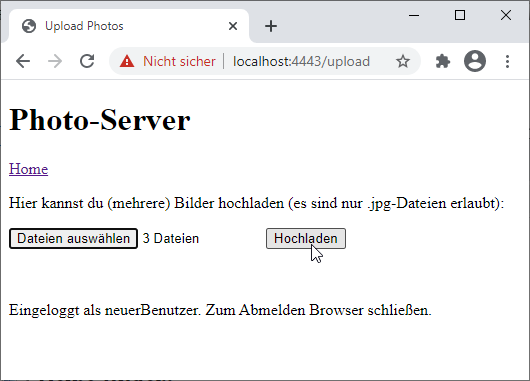 Upload Photos
Nicht sicher | localhost:4443/upload
Photo-Server
Home
Hier kannst du (mehrere) Bilder hochladen (es sind nur .jpg-Dateien erlaubt):
Dateien auswählen 3 Dateien Hochladen
Eingeloggt als neuerBenutzer. Zum Abmelden Browser schließen.